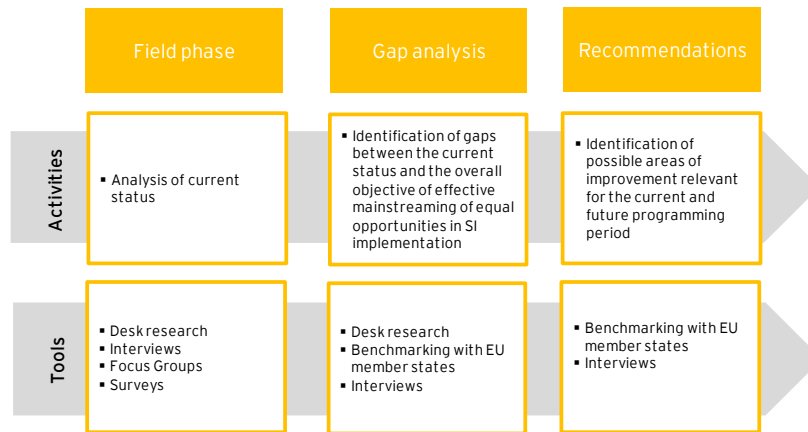 Field phase
Gap analysis
Recommendations
Activities
▪ Analysis of current
status
▪ Identification of gaps
between the current
status and the overall
objective of effective
mainstreaming of equal
opportunities in SI
implementation
▪ Identification of
possible areas of
improvement relevant
for the current and
future programming
period
Tools
▪ Desk research
▪ Interviews
▪ Focus Groups
▪ Surveys
▪ Desk research
▪ Benchmarking with EU
member states
▪ Interviews
▪ Benchmarking with EU
member states
▪ Interviews